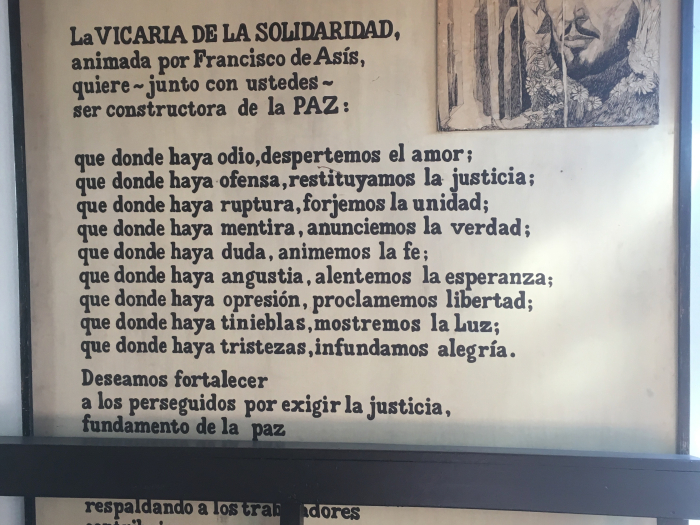 La VICARIA DE LA SOLIDARIDAD,
animada por Francisco de Asís,
quiere ~ junto con ustedes ~
ser constructora de la PAZ:
que donde haya odio, despertemos el amor;
que donde haya ofensa, restituyamos la justicia;
que donde haya ruptura, forjemos la unidad;
que donde haya mentira, anunciemos la verdad;
que donde haya duda, animemos la fe;
que donde haya angustia, alentemos la esperanza;
que donde haya opresión, proclamemos libertad;
que donde haya tinieblas, mostremos la Luz;
que donde haya tristezas, infundamos alegría.
Deseamos fortalecer
a los perseguidos por exigir la justicia,
fundamento de la paz
respaldando a los trabajadores